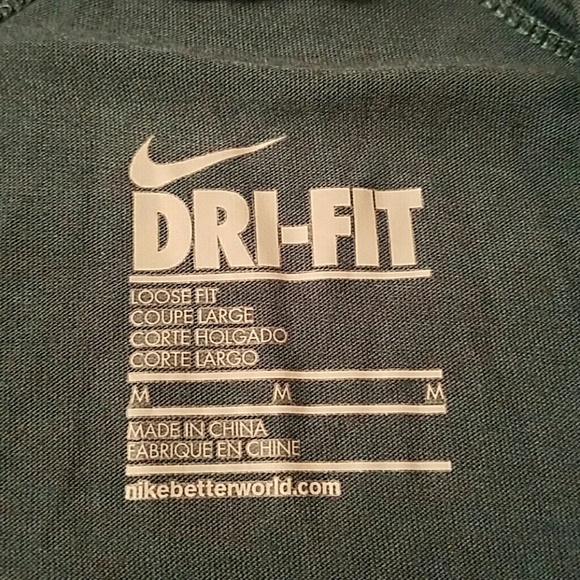 DRI-FIT
LOOSE FIT
COUPE LARGE
CORTE HOLGADO
CORTE LARGO
M M M
MADE IN CHINA
FABRIQUE EN CHINE
nikebetterworld.com